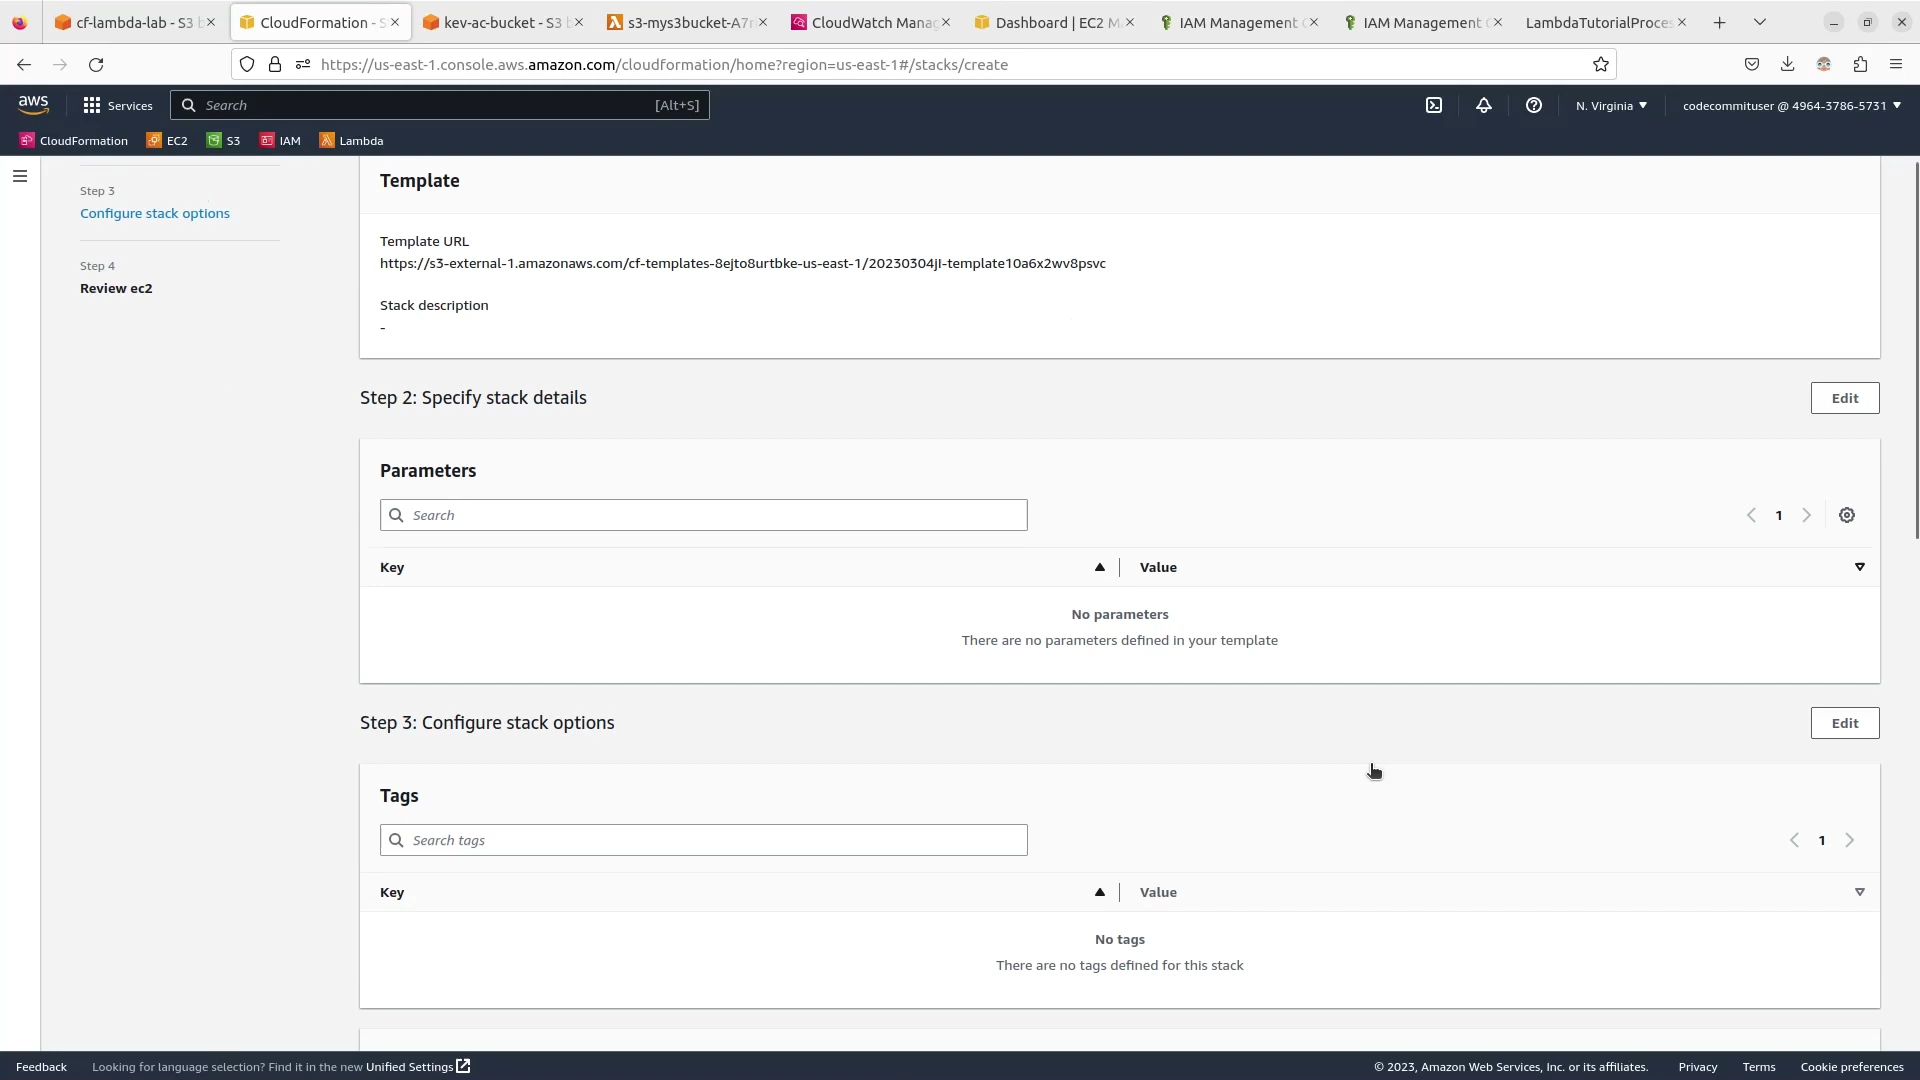 cf-lambda-lab - S3 b
CloudFormation - S
kev-ac-bucket - S3 b
s3-mys3bucket-A7r
CloudWatch Manag
Dashboard | EC2 Ma
IAM Management C
IAM Management C
LambdaTutorialProces
https://us-east-1.console.aws.amazon.com/cloudformation/home?region=us-east-1#/stacks/create
aws
Services
Search
[Alt+S]
N. Virginia
codecommituser @ 4964-3786-5731
CloudFormation
EC2
S3
IAM
Lambda
Step 3
Configure stack options
Step 4
Review ec2
Template
Template URL
https://s3-external-1.amazonaws.com/cf-templates-8ejto8urtbke-us-east-1/20230304jI-template10a6x2wv8psvc
Stack description
-
Step 2: Specify stack details
Edit
Parameters
Search
1
Key
Value
No parameters
There are no parameters defined in your template
Step 3: Configure stack options
Edit
Tags
Search tags
1
Key
Value
No tags
There are no tags defined for this stack
Feedback
Looking for language selection? Find it in the new Unified Settings
© 2023, Amazon Web Services, Inc. or its affiliates.
Privacy
Terms
Cookie preferences